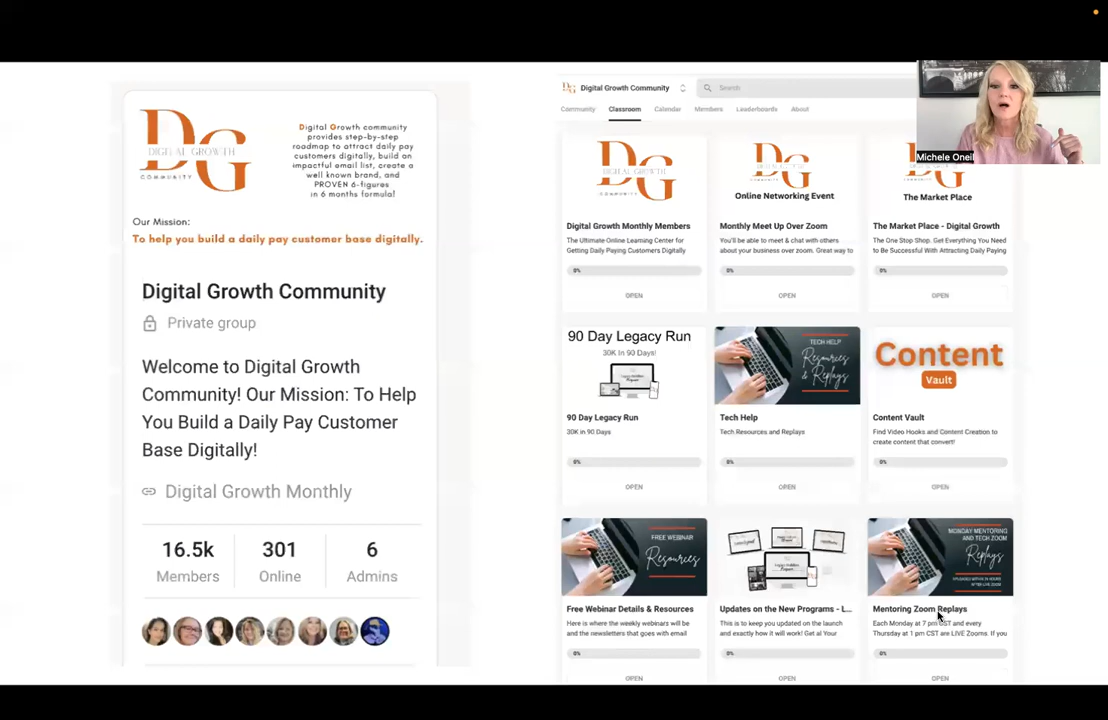 DG
DIGITAL GROWTH
COMMUNITY
Digital Growth community
provides step-by-step
roadmap to attract daily pay
customers digitally, build an
impactful email list, create a
well known brand, and
PROVEN 6-figures
in 6 months formula!
Our Mission:
To help you build a daily pay customer base digitally.
Digital Growth Community
Private group
Welcome to Digital Growth
Community! Our Mission: To Help
You Build a Daily Pay Customer
Base Digitally!
Digital Growth Monthly
16.5k
Members
301
Online
6
Admins
DG
Digital Growth Community
Search
Community
Classroom
Calendar
Members
Leaderboards
About
Michele Oneil
DG
DIGITAL GROWTH
COMMUNITY
Digital Growth Monthly Members
The Ultimate Online Learning Center for
Getting Daily Paying Customers Digitally
0%
OPEN
DG
Online Networking Event
Monthly Meet Up Over Zoom
You'll be able to meet & chat with others
about your business over zoom. Great way to
0%
OPEN
DG
The Market Place
The Market Place - Digital Growth
The One Stop Shop. Get Everything You Need
to Be Successful With Attracting Daily Paying
0%
OPEN
90 Day Legacy Run
30K In 90 Days!
90 Day Legacy Run
30K in 90 Days
0%
OPEN
TECH HELP
Resources
& Replays
Tech Help
Tech Resources and Replays
0%
OPEN
Content
Vault
Content Vault
Find Video Hooks and Content Creation to
create content that convert!
0%
OPEN
FREE WEBINAR
Resources
Free Webinar Details & Resources
Here is where the weekly webinars will be
and the newsletters that goes with email
0%
OPEN
Updates on the New Programs - L...
This is to keep you updated on the launch
and exactly how it will work! Get al Your
0%
OPEN
MONDAY MENTORING
AND TECH ZOOM
Replays
Mentoring Zoom Replays
Each Monday at 7 pm CST and every
Thursday at 1 pm CST are LIVE Zooms. If you
0%
OPEN